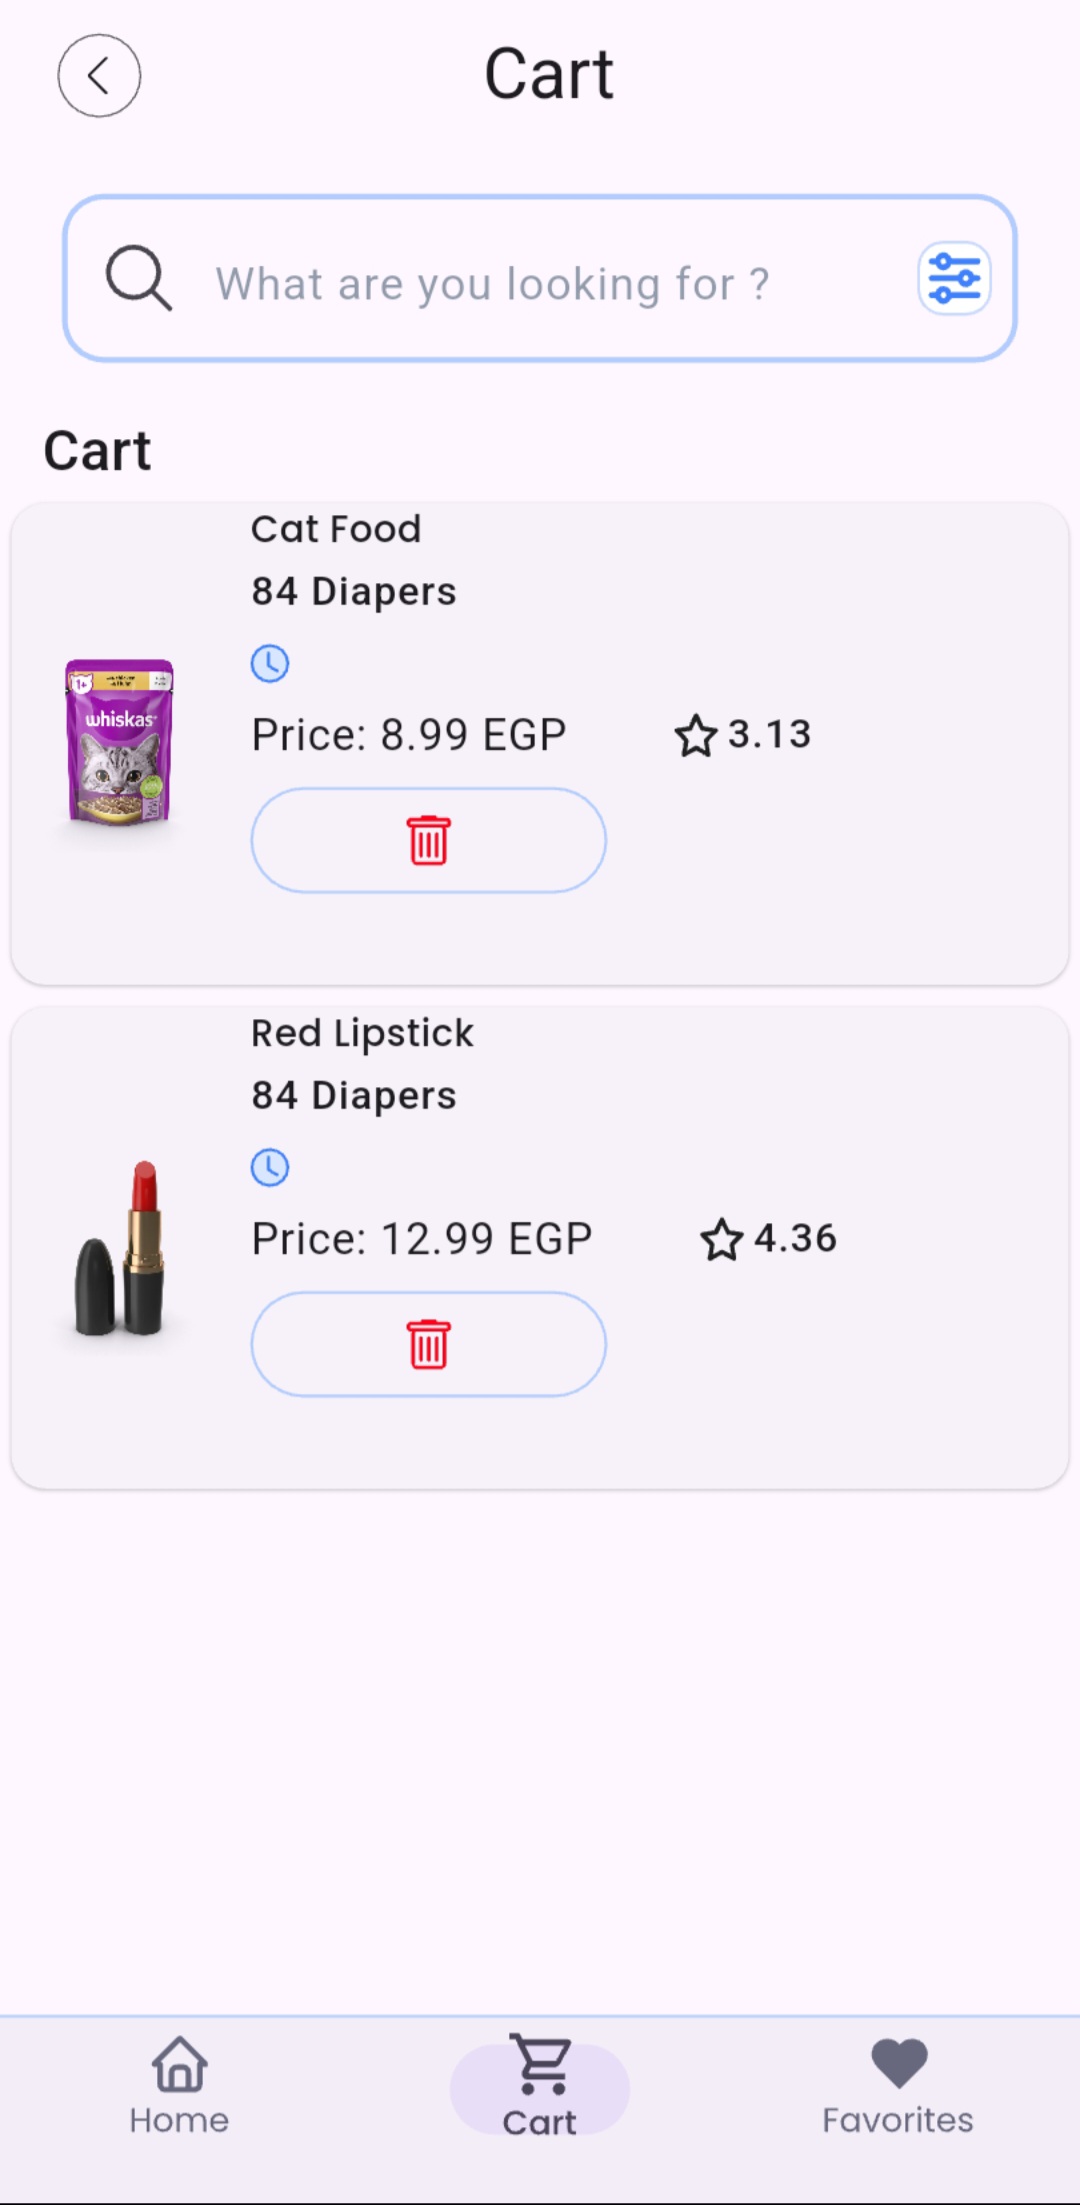 Cart
What are you looking for ?
Cart
Cat Food
84 Diapers
1+
whiskas
Price: 8.99 EGP
3.13
Red Lipstick
84 Diapers
Price: 12.99 EGP
4.36
Home
Cart
Favorites